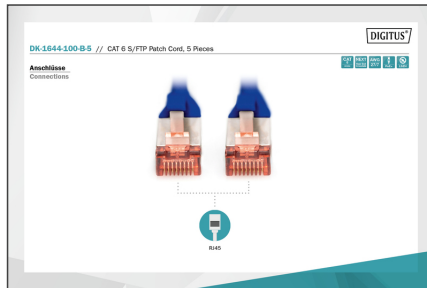 DIGITUS®
DK-1644-100-B-5 // CAT 6 S/FTP Patch Cord, 5 Pieces
Anschlüsse
Connections
RJ45